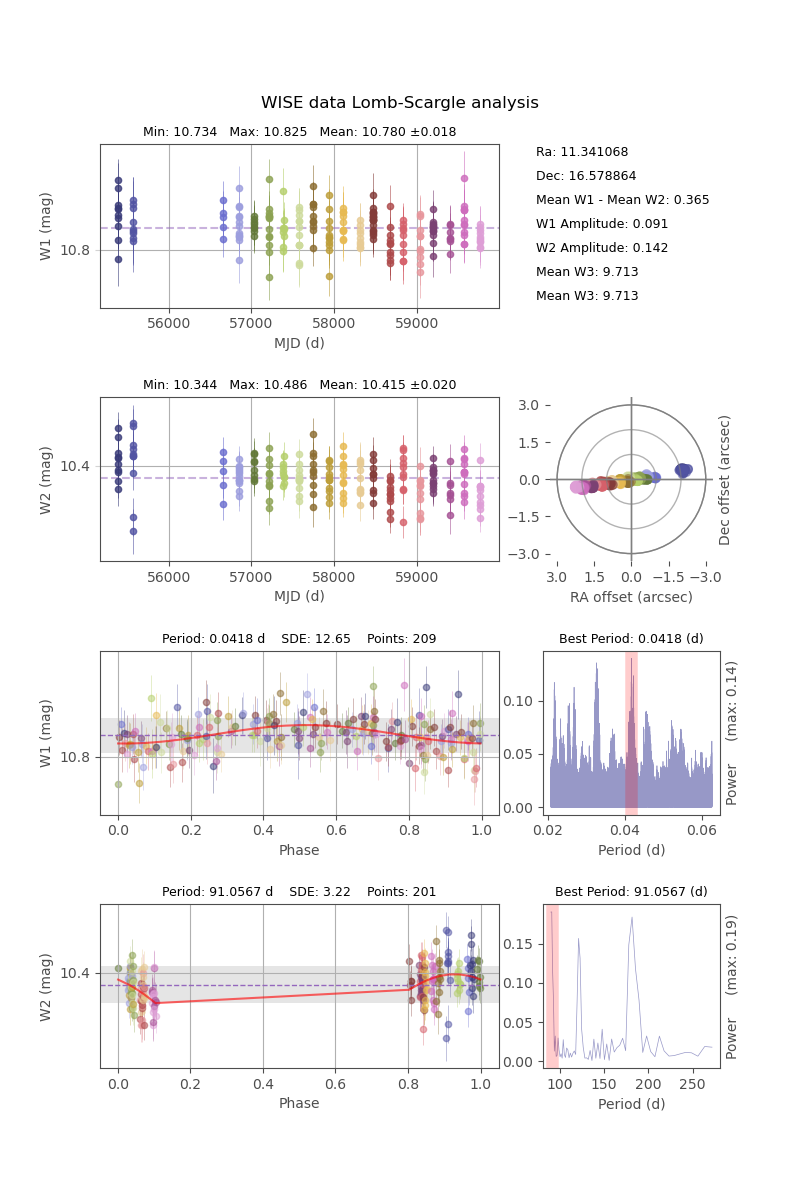 WISE data Lomb-Scargle analysis
Min: 10.734   Max: 10.825   Mean: 10.780 ±0.018
W1 (mag)
10.8
56000 57000 58000 59000
MJD (d)
Ra: 11.341068
Dec: 16.578864
Mean W1 - Mean W2: 0.365
W1 Amplitude: 0.091
W2 Amplitude: 0.142
Mean W3: 9.713
Mean W3: 9.713
Min: 10.344   Max: 10.486   Mean: 10.415 ±0.020
W2 (mag)
10.4
56000 57000 58000 59000
MJD (d)
3.0
1.5
0.0
−1.5
−3.0
3.0 1.5 0.0 −1.5 −3.0
RA offset (arcsec)
Dec offset (arcsec)
Period: 0.0418 d    SDE: 12.65    Points: 209
W1 (mag)
10.8
0.0 0.2 0.4 0.6 0.8 1.0
Phase
Best Period: 0.0418 (d)
0.10
0.05
0.00
0.02 0.04 0.06
Period (d)
Power     (max: 0.14)
Period: 91.0567 d    SDE: 3.22    Points: 201
W2 (mag)
10.4
0.0 0.2 0.4 0.6 0.8 1.0
Phase
Best Period: 91.0567 (d)
0.15
0.10
0.05
0.00
100 150 200 250
Period (d)
Power     (max: 0.19)